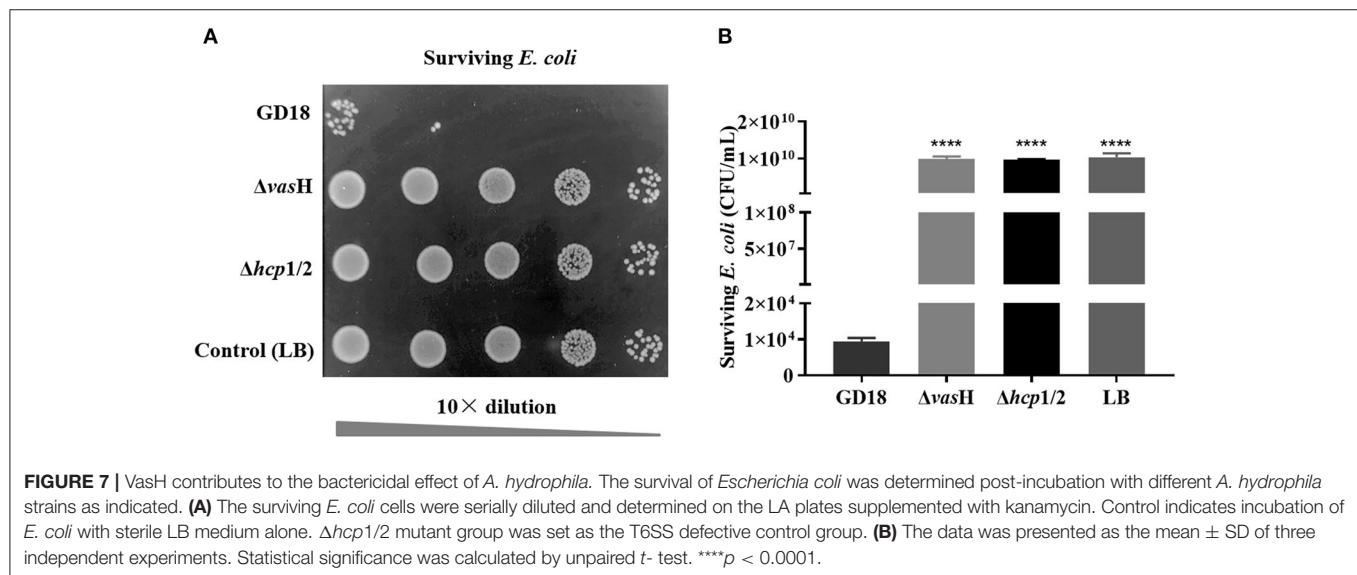 A
Surviving E. coli
GD18
ΔvasH
Δhcp1/2
Control (LB)
10× dilution
B
Surviving E. coli (CFU/mL)
2×10¹⁰
1×10¹⁰
1×10⁸
5×10⁷
2×10⁴
1×10⁴
0
**** **** ****
GD18 ΔvasH Δhcp1/2 LB
FIGURE 7 | VasH contributes to the bactericidal effect of A. hydrophila. The survival of Escherichia coli was determined post-incubation with different A. hydrophila
strains as indicated. (A) The surviving E. coli cells were serially diluted and determined on the LA plates supplemented with kanamycin. Control indicates incubation of
E. coli with sterile LB medium alone. Δhcp1/2 mutant group was set as the T6SS defective control group. (B) The data was presented as the mean ± SD of three
independent experiments. Statistical significance was calculated by unpaired t- test. ****p < 0.0001.